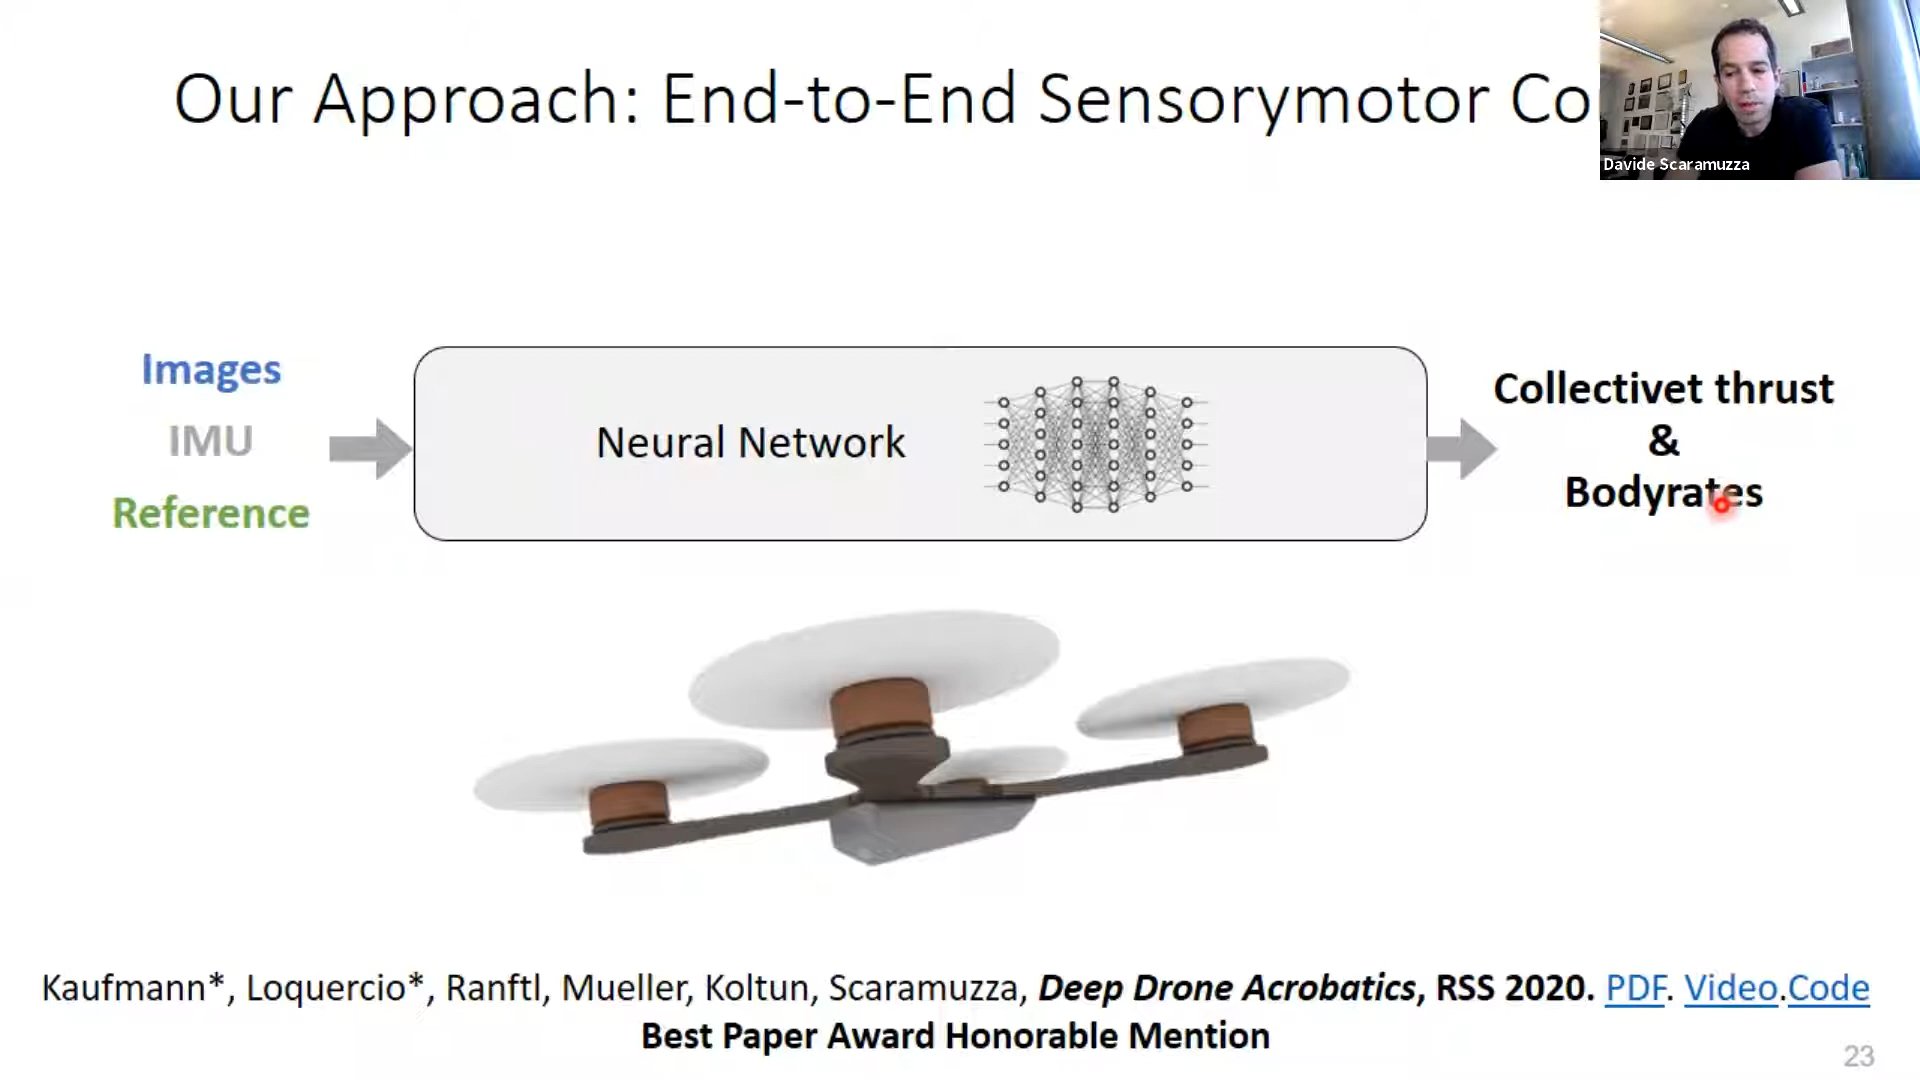 Our Approach: End-to-End Sensorymotor Co
Davide Scaramuzza
Images
IMU
Reference
Neural Network
Collectivet thrust
&
Bodyrates
Kaufmann*, Loquercio*, Ranftl, Mueller, Koltun, Scaramuzza, Deep Drone Acrobatics, RSS 2020. PDF. Video.Code
Best Paper Award Honorable Mention
23